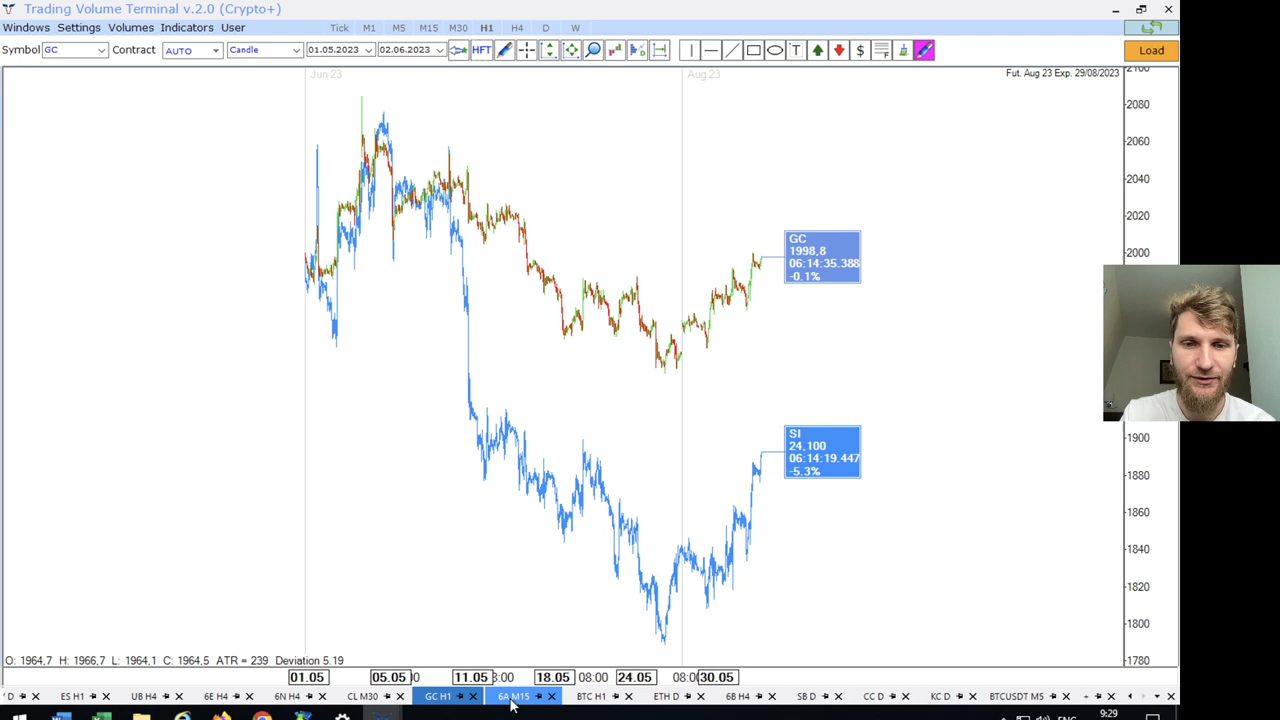 Trading Volume Terminal v.2.0 (Crypto+)
Windows Settings Volumes Indicators User Tick M1 M5 M15 M30 H1 H4 D W
Symbol GC Contract AUTO Candle 01.05.2023 02.06.2023 HFT T $ F Load
Jun 23 Aug 23 Fut. Aug 23 Exp. 29/08/2023
2100
2080
2060
2040
2020
2000
GC
1998,8
06:14:35.388
-0.1%
1900
1880
1860
1840
1820
1800
1780
SI
24,100
06:14:19.447
-5.3%
O: 1964,7 H: 1966,7 L: 1964,1 C: 1964,5 ATR = 239 Deviation 5.19
01.05 05.05 11.05 18.05 08:00 24.05 30.05
D ES H1 UB H4 6E H4 6N H4 CL M30 GC H1 6A M15 BTC H1 ETH D 6B H4 SB D CC D KC D BTCUSDT M5
9:29
ENG